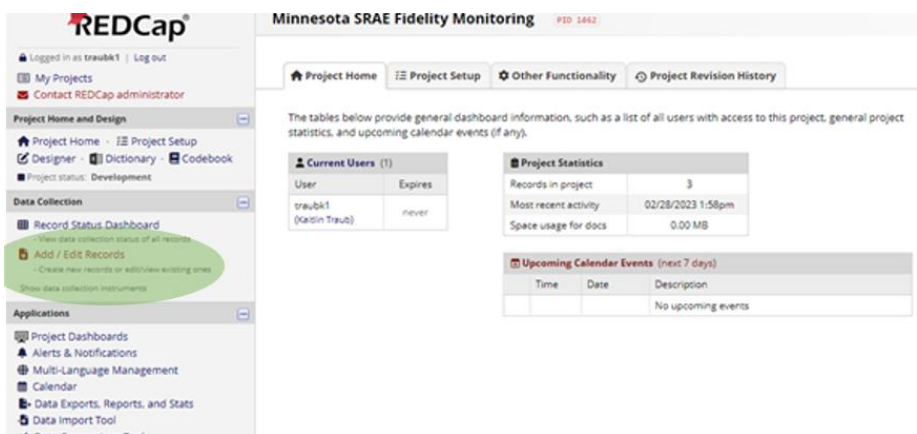 REDCap
Minnesota SRAE Fidelity Monitoring PID 1462
Logged in as traubk1 | Log out
My Projects
Contact REDCap administrator
Project Home and Design
Project Home · Project Setup
Designer · Dictionary · Codebook
Project status: Development
Data Collection
Record Status Dashboard
- View data collection status of all records
Add / Edit Records
- Create new records or edit/view existing ones
Show data collection instruments
Applications
Project Dashboards
Alerts & Notifications
Multi-Language Management
Calendar
Data Exports, Reports, and Stats
Data Import Tool
Project Home Project Setup Other Functionality Project Revision History
The tables below provide general dashboard information, such as a list of all users with access to this project, general project
statistics, and upcoming calendar events (if any).
Current Users (1)
User Expires
traubk1
(Kaitlin Traub)
never
Project Statistics
Records in project 3
Most recent activity 02/28/2023 1:58pm
Space usage for docs 0.00 MB
Upcoming Calendar Events (next 7 days)
Time Date Description
No upcoming events